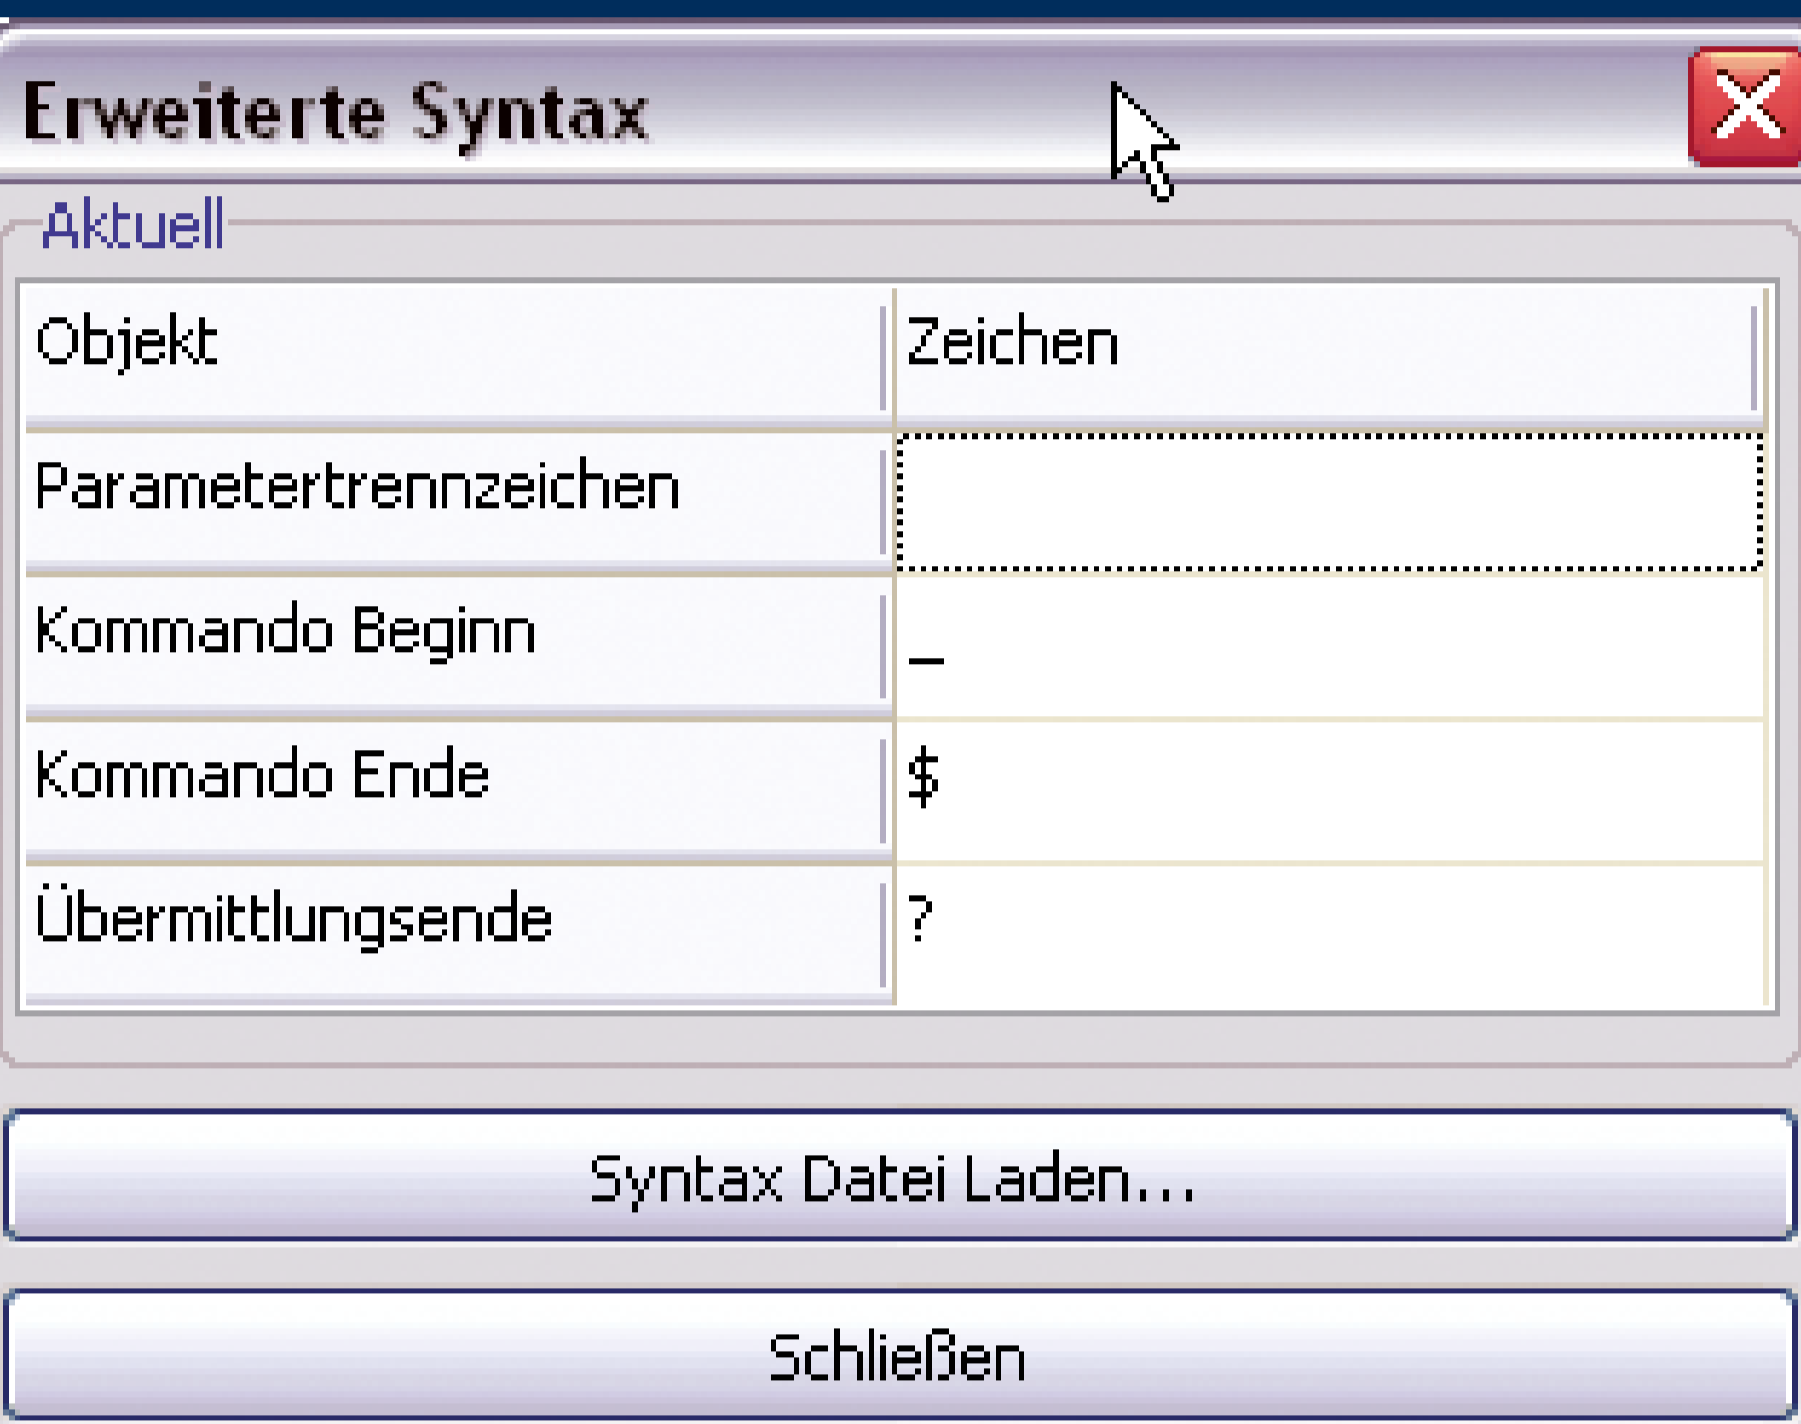 Erweiterte Syntax
Aktuell
Objekt Zeichen
Parametertrennzeichen
Kommando Beginn _
Kommando Ende $
Übermittlungsende ?
Syntax Datei Laden...
Schließen